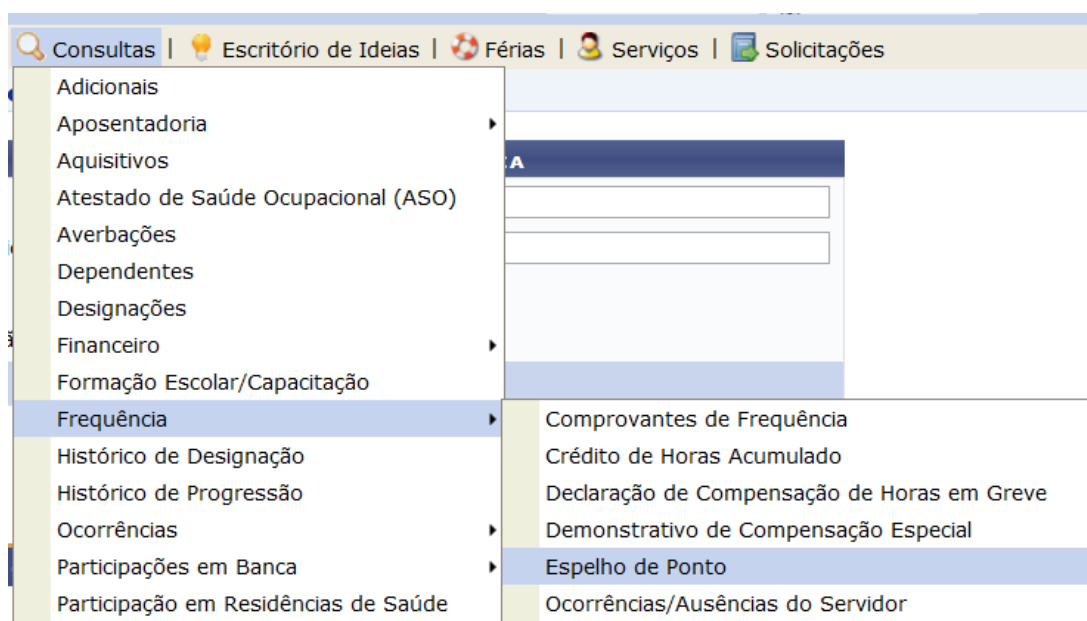 Consultas | Escritório de Ideias | Férias | Serviços | Solicitações
Adicionais
Aposentadoria
Aquisitivos
Atestado de Saúde Ocupacional (ASO)
Averbações
Dependentes
Designações
Financeiro
Formação Escolar/Capacitação
Frequência
Histórico de Designação
Histórico de Progressão
Ocorrências
Participações em Banca
Participação em Residências de Saúde
Comprovantes de Frequência
Crédito de Horas Acumulado
Declaração de Compensação de Horas em Greve
Demonstrativo de Compensação Especial
Espelho de Ponto
Ocorrências/Ausências do Servidor